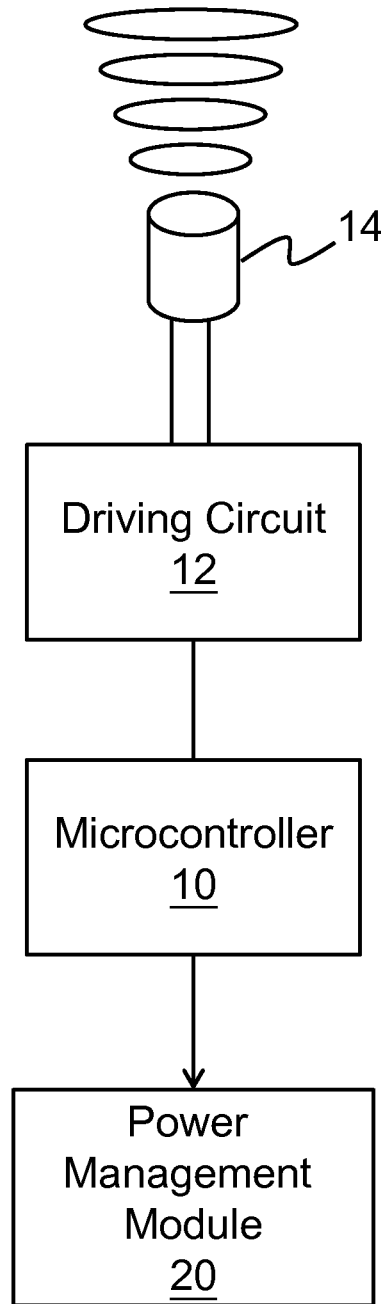 14
Driving Circuit
12
Microcontroller
10
Power
Management
Module
20